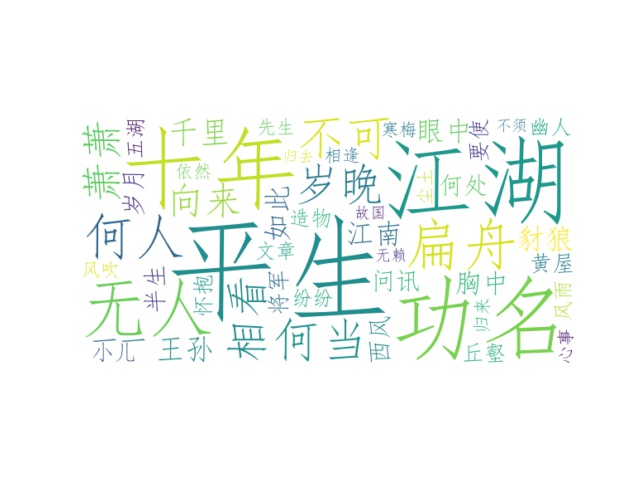 萧萧
岁月
五湖
千里
先生
不可
寒梅
眼中
要使
不须
幽人
十年
归去
相逢
依然
向来
如此
岁晚
尘土
何处
江湖
何人
平生
造物
故国
江南
扁舟
豺狼
文章
无赖
黄屋
风吹
半生
怀抱
相看
将军
纷纷
问讯
胸中
风雨
无人
功名
归来
小儿
王孙
何当
西风
丘壑
心事